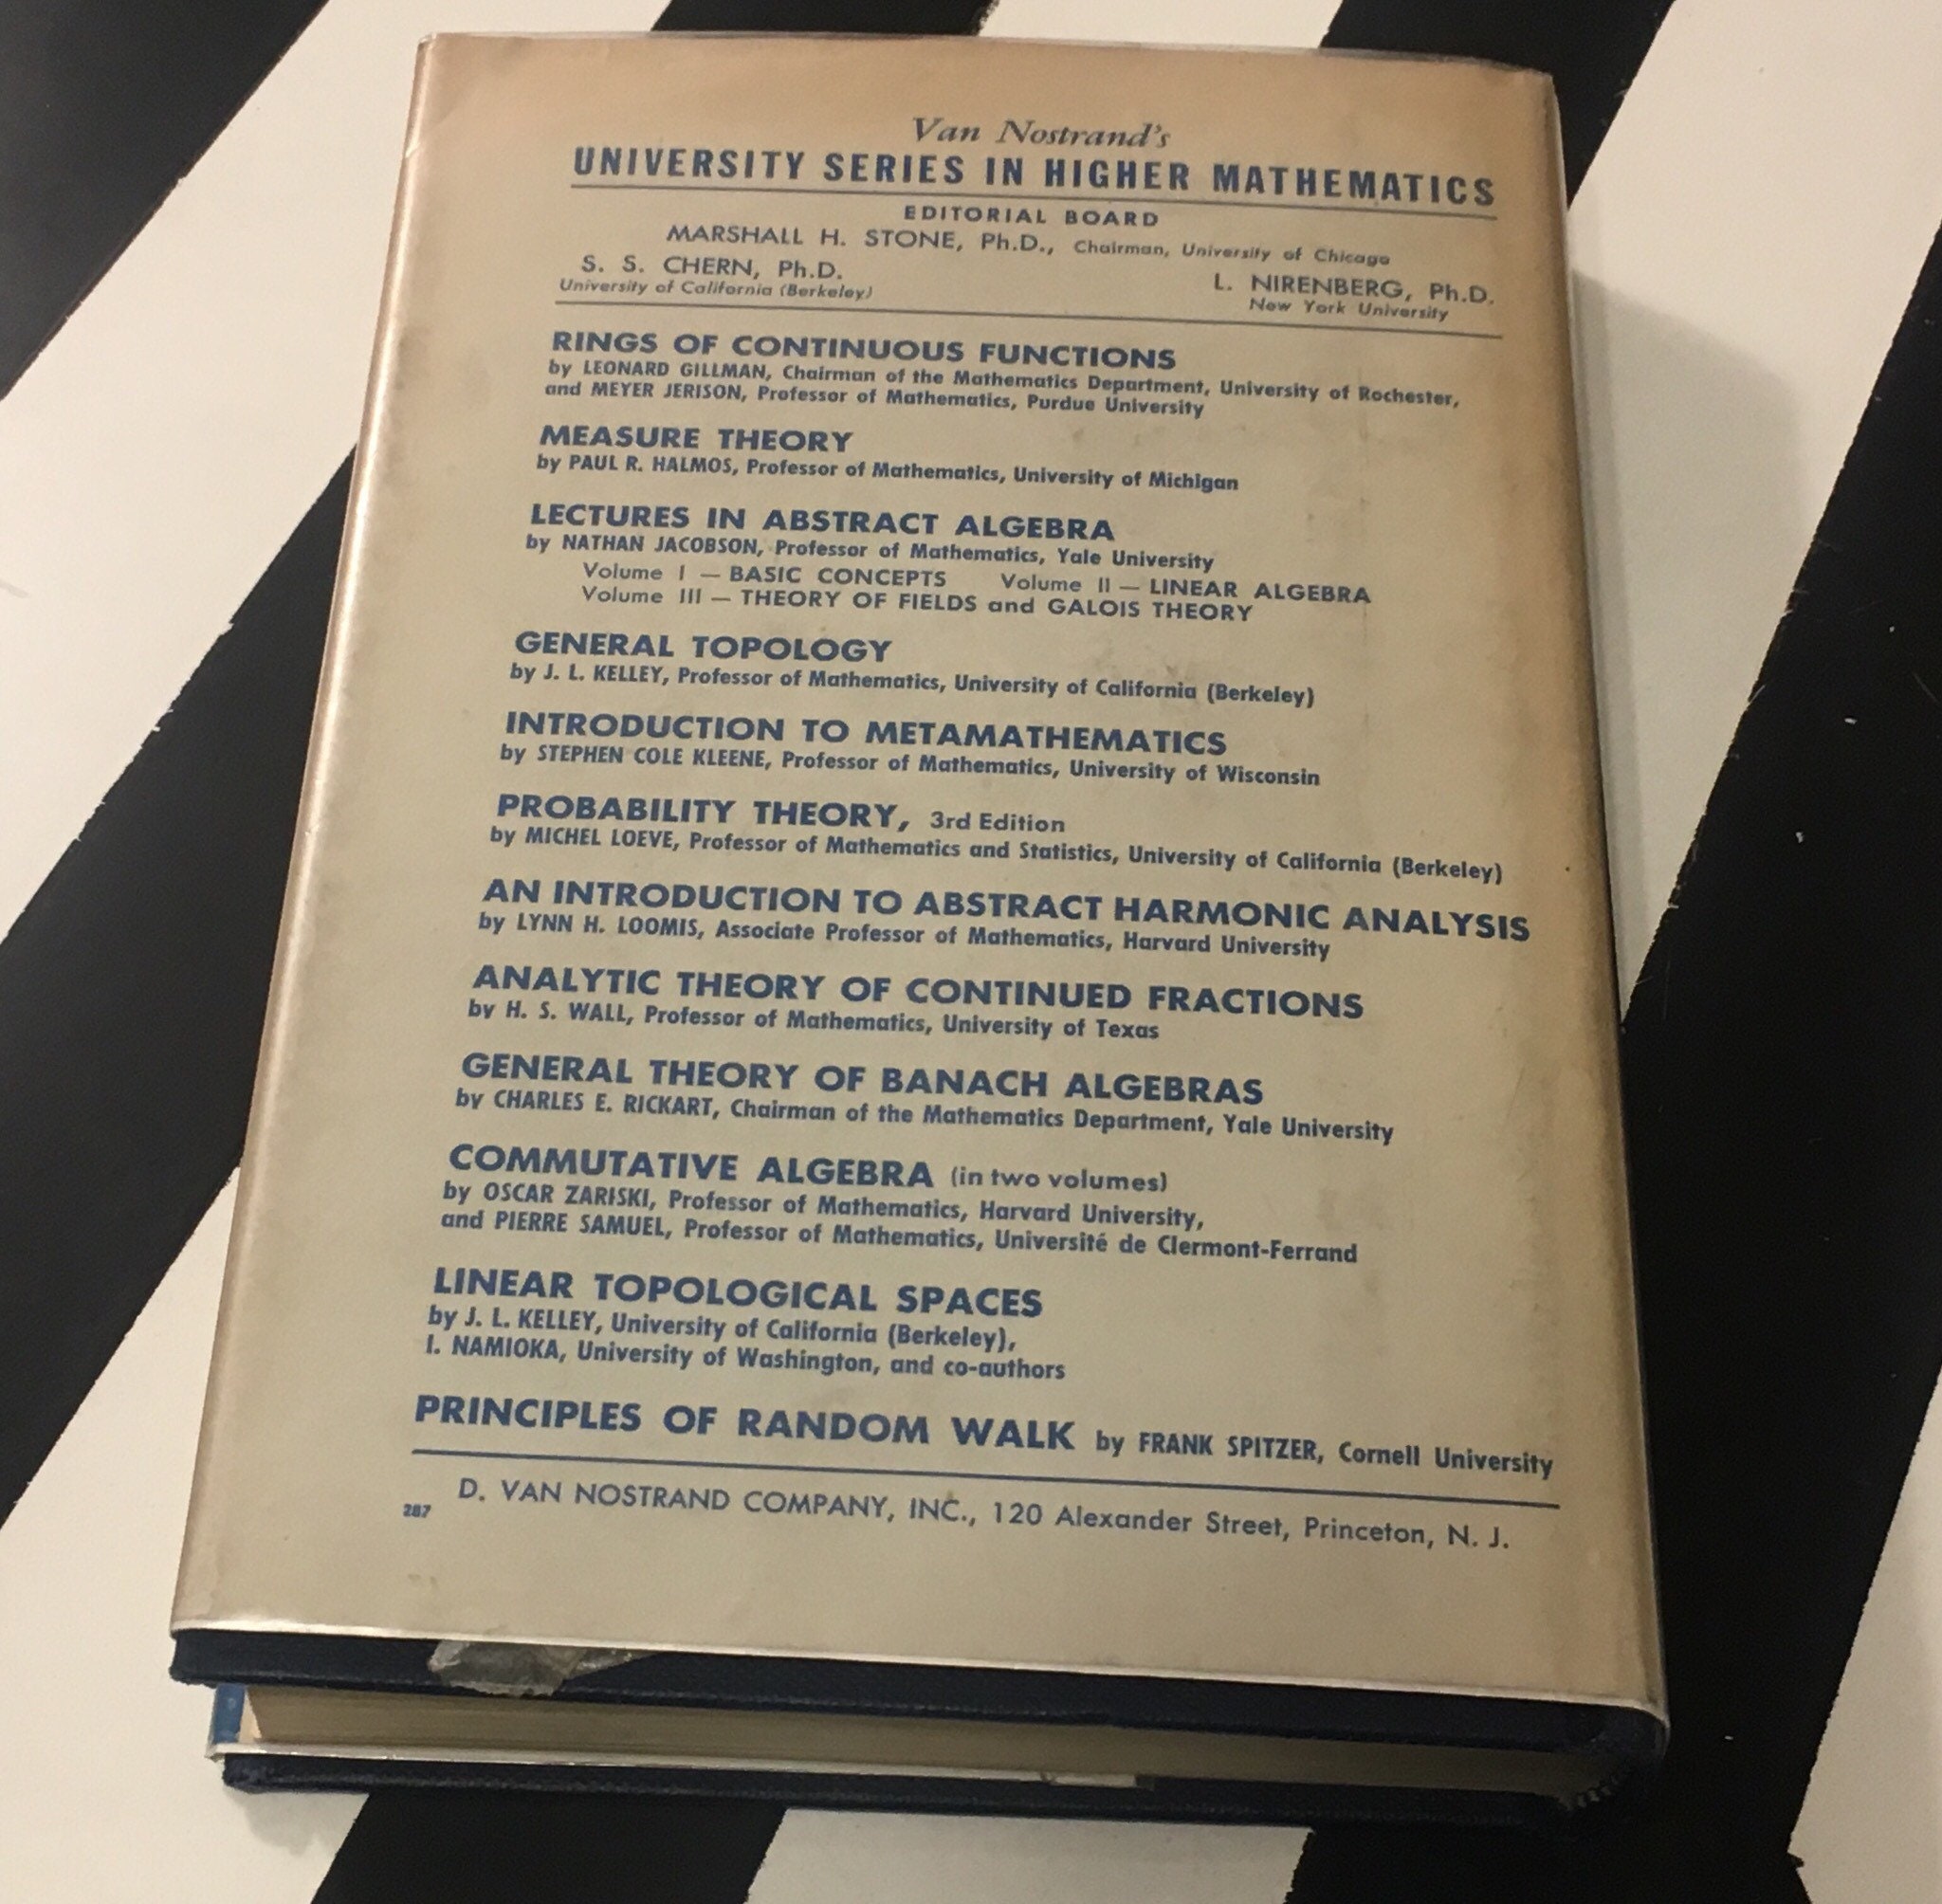 Van Nostrand's
UNIVERSITY SERIES IN HIGHER MATHEMATICS
EDITORIAL BOARD
MARSHALL H. STONE, Ph.D., Chairman, University of Chicago
S. S. CHERN, Ph.D.
University of California (Berkeley)
L. NIRENBERG, Ph.D.
New York University
RINGS OF CONTINUOUS FUNCTIONS
by LEONARD GILLMAN, Chairman of the Mathematics Department, University of Rochester,
and MEYER JERISON, Professor of Mathematics, Purdue University
MEASURE THEORY
by PAUL R. HALMOS, Professor of Mathematics, University of Michigan
LECTURES IN ABSTRACT ALGEBRA
by NATHAN JACOBSON, Professor of Mathematics, Yale University
Volume I — BASIC CONCEPTS Volume II — LINEAR ALGEBRA
Volume III — THEORY OF FIELDS and GALOIS THEORY
GENERAL TOPOLOGY
by J. L. KELLEY, Professor of Mathematics, University of California (Berkeley)
INTRODUCTION TO METAMATHEMATICS
by STEPHEN COLE KLEENE, Professor of Mathematics, University of Wisconsin
PROBABILITY THEORY, 3rd Edition
by MICHEL LOEVE, Professor of Mathematics and Statistics, University of California (Berkeley)
AN INTRODUCTION TO ABSTRACT HARMONIC ANALYSIS
by LYNN H. LOOMIS, Associate Professor of Mathematics, Harvard University
ANALYTIC THEORY OF CONTINUED FRACTIONS
by H. S. WALL, Professor of Mathematics, University of Texas
GENERAL THEORY OF BANACH ALGEBRAS
by CHARLES E. RICKART, Chairman of the Mathematics Department, Yale University
COMMUTATIVE ALGEBRA (in two volumes)
by OSCAR ZARISKI, Professor of Mathematics, Harvard University,
and PIERRE SAMUEL, Professor of Mathematics, Université de Clermont-Ferrand
LINEAR TOPOLOGICAL SPACES
by J. L. KELLEY, University of California (Berkeley),
I. NAMIOKA, University of Washington, and co-authors
PRINCIPLES OF RANDOM WALK by FRANK SPITZER, Cornell University
D. VAN NOSTRAND COMPANY, INC., 120 Alexander Street, Princeton, N. J.
287